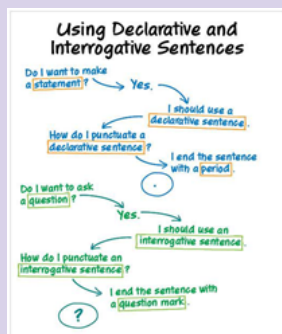 Using Declarative and
Interrogative Sentences
Do I want to make
a statement?
Yes.
I should use a
declarative sentence.
How do I punctuate a
declarative sentence?
I end the sentence
with a period.
.
Do I want to ask
a question?
Yes.
I should use an
interrogative sentence.
How do I punctuate an
interrogative sentence?
I end the sentence with
a question mark.
?